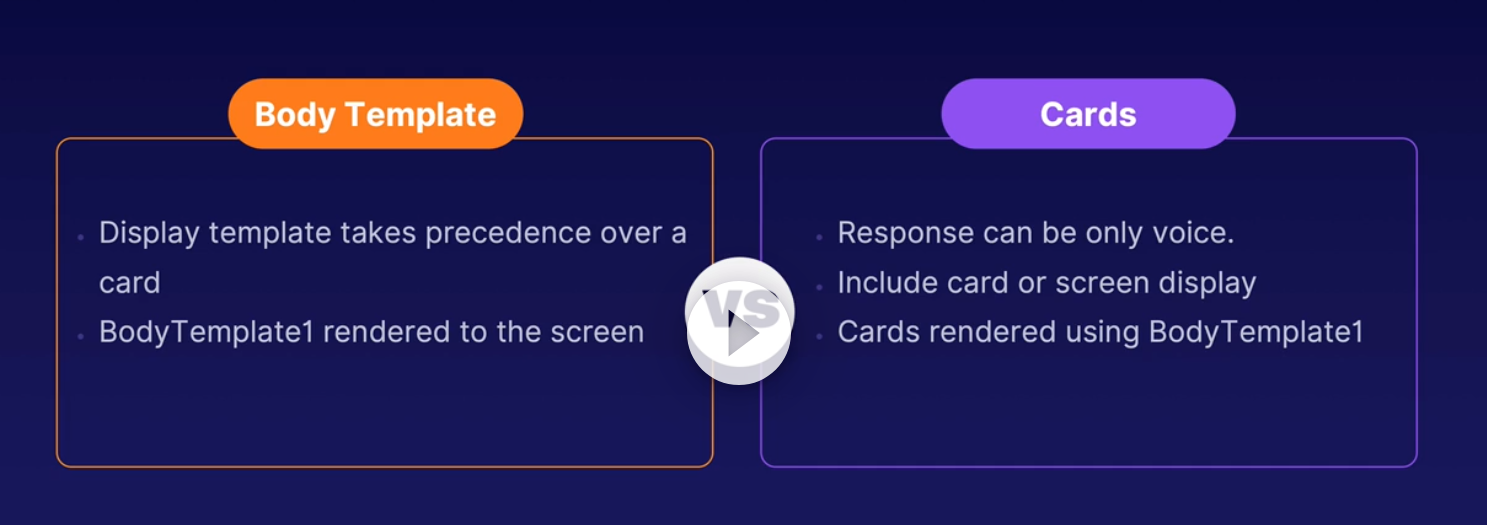 Body Template
Display template takes precedence over a
card
BodyTemplate1 rendered to the screen
VS
Cards
Response can be only voice.
Include card or screen display
Cards rendered using BodyTemplate1